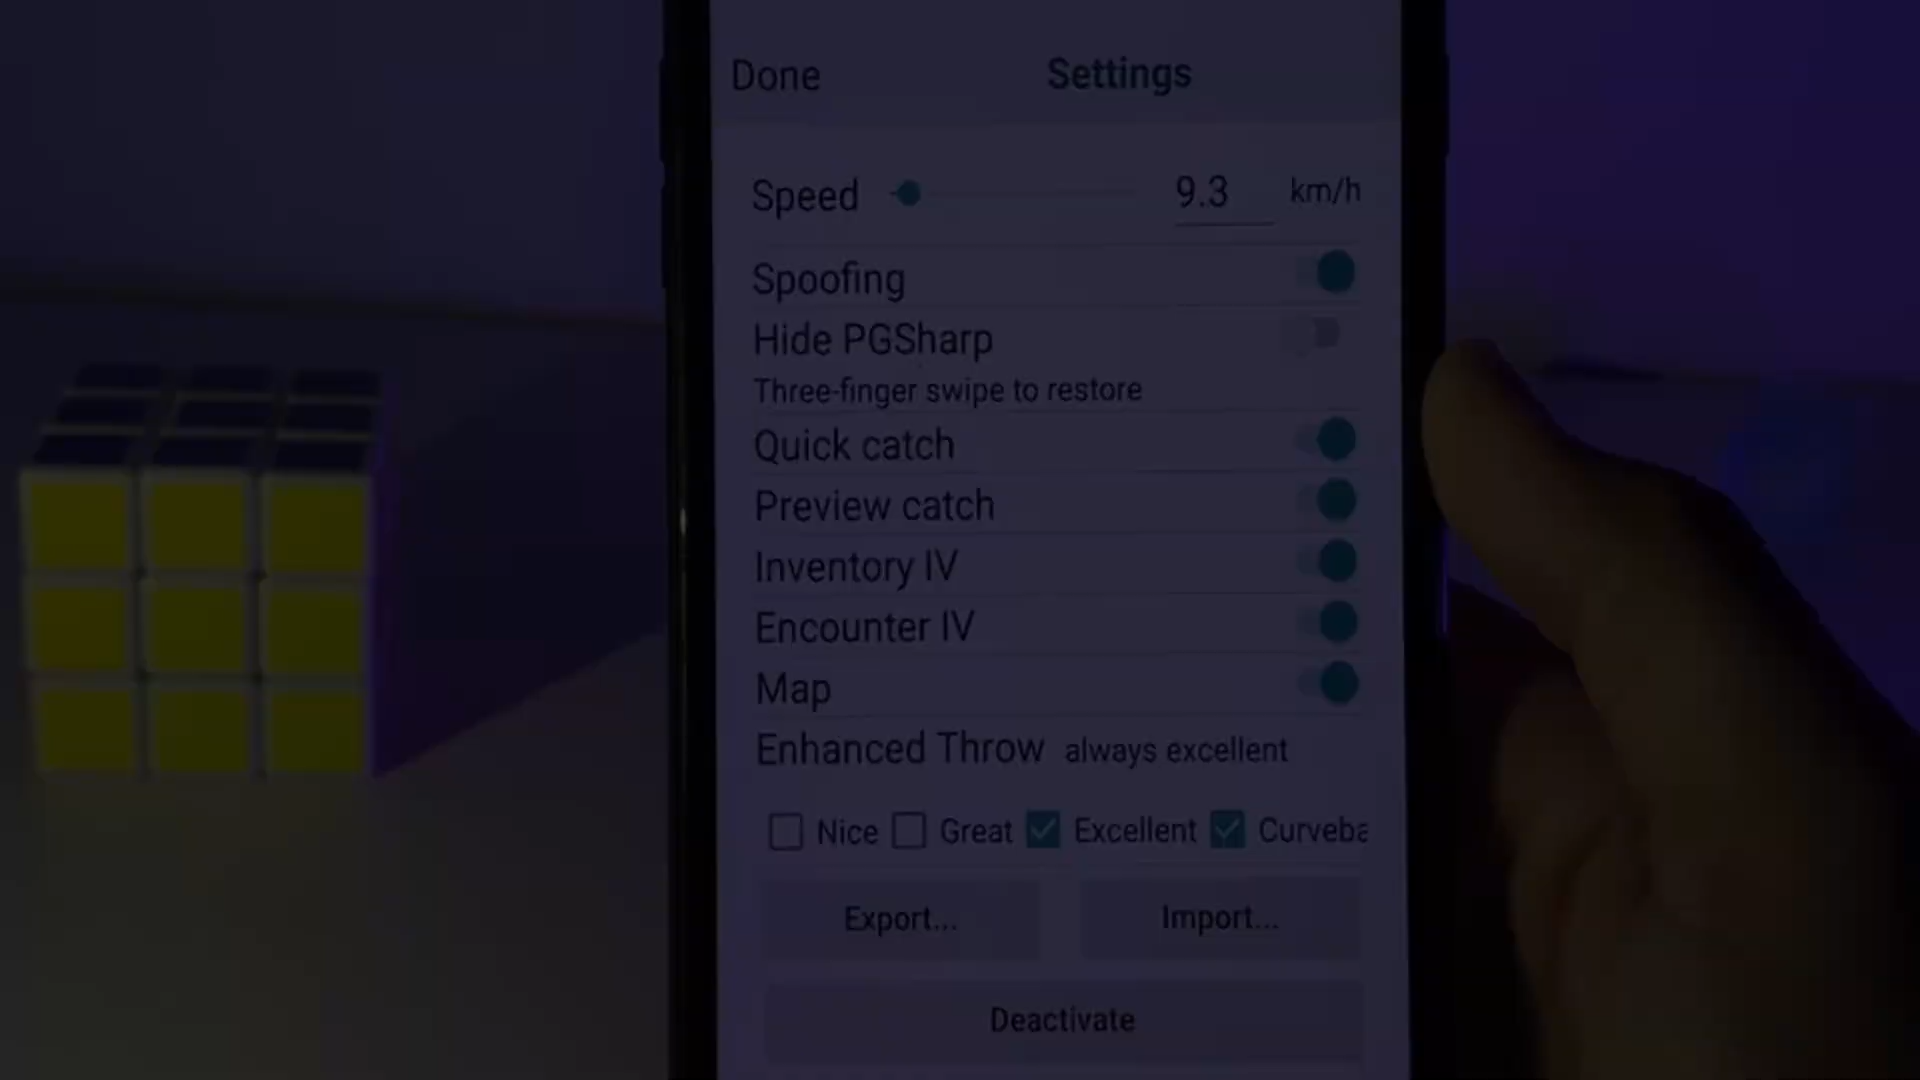 Done Settings
Speed 9.3 km/h
Spoofing
Hide PGSharp
Three-finger swipe to restore
Quick catch
Preview catch
Inventory IV
Encounter IV
Map
Enhanced Throw always excellent
Nice Great Excellent Curveba
Export... Import...
Deactivate